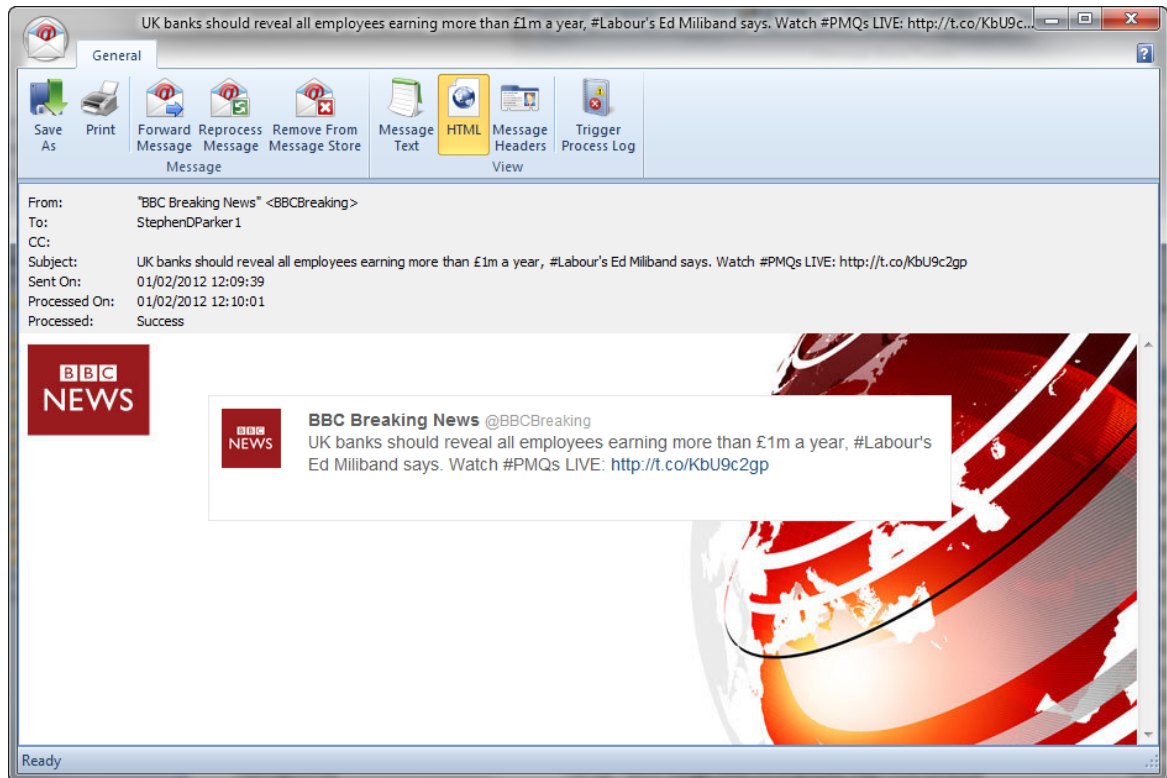 UK banks should reveal all employees earning more than £1m a year, #Labour's Ed Miliband says. Watch #PMQs LIVE: http://t.co/KbU9c...
General
Save As
Print
Forward Message
Reprocess Message
Remove From Message Store
Message Text
HTML
Message Headers
Trigger Process Log
Message
View
From: "BBC Breaking News" <BBCBreaking>
To: StephenDParker1
CC:
Subject: UK banks should reveal all employees earning more than £1m a year, #Labour's Ed Miliband says. Watch #PMQs LIVE: http://t.co/KbU9c2gp
Sent On: 01/02/2012 12:09:39
Processed On: 01/02/2012 12:10:01
Processed: Success
BBC
NEWS
BBC
NEWS
BBC Breaking News @BBCBreaking
UK banks should reveal all employees earning more than £1m a year, #Labour's
Ed Miliband says. Watch #PMQs LIVE: http://t.co/KbU9c2gp
Ready